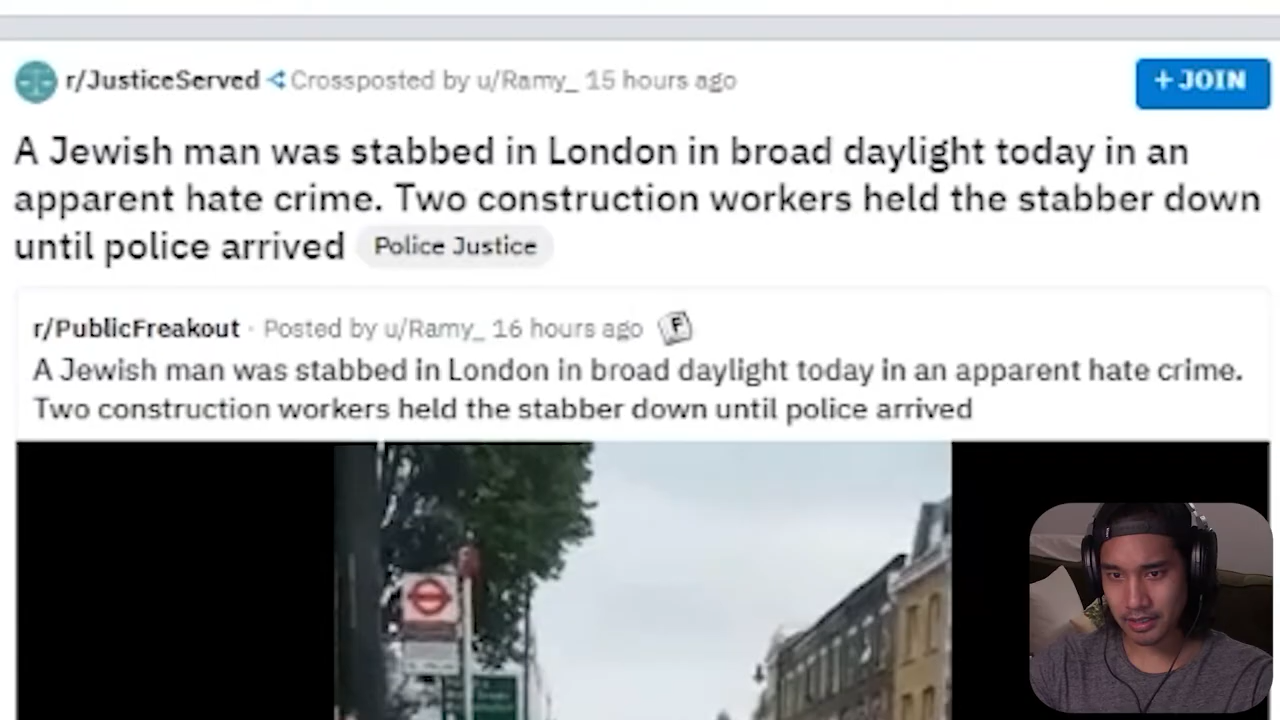 r/JusticeServed Crossposted by u/Ramy_ 15 hours ago
+ JOIN
A Jewish man was stabbed in London in broad daylight today in an
apparent hate crime. Two construction workers held the stabber down
until police arrived Police Justice
r/PublicFreakout · Posted by u/Ramy_ 16 hours ago F
A Jewish man was stabbed in London in broad daylight today in an apparent hate crime.
Two construction workers held the stabber down until police arrived